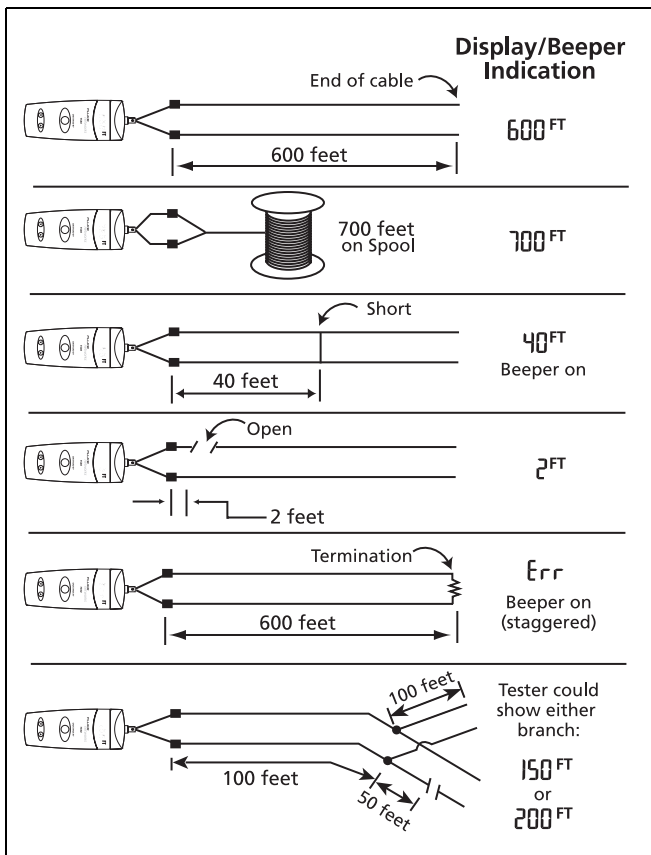 Display/Beeper
Indication
End of cable
600 feet
600 FT
700 feet
on Spool
700 FT
Short
40 feet
40 FT
Beeper on
Open
2 feet
2 FT
Termination
600 feet
Err
Beeper on
(staggered)
100 feet
100 feet
50 feet
Tester could
show either
branch:
150 FT
or
200 FT